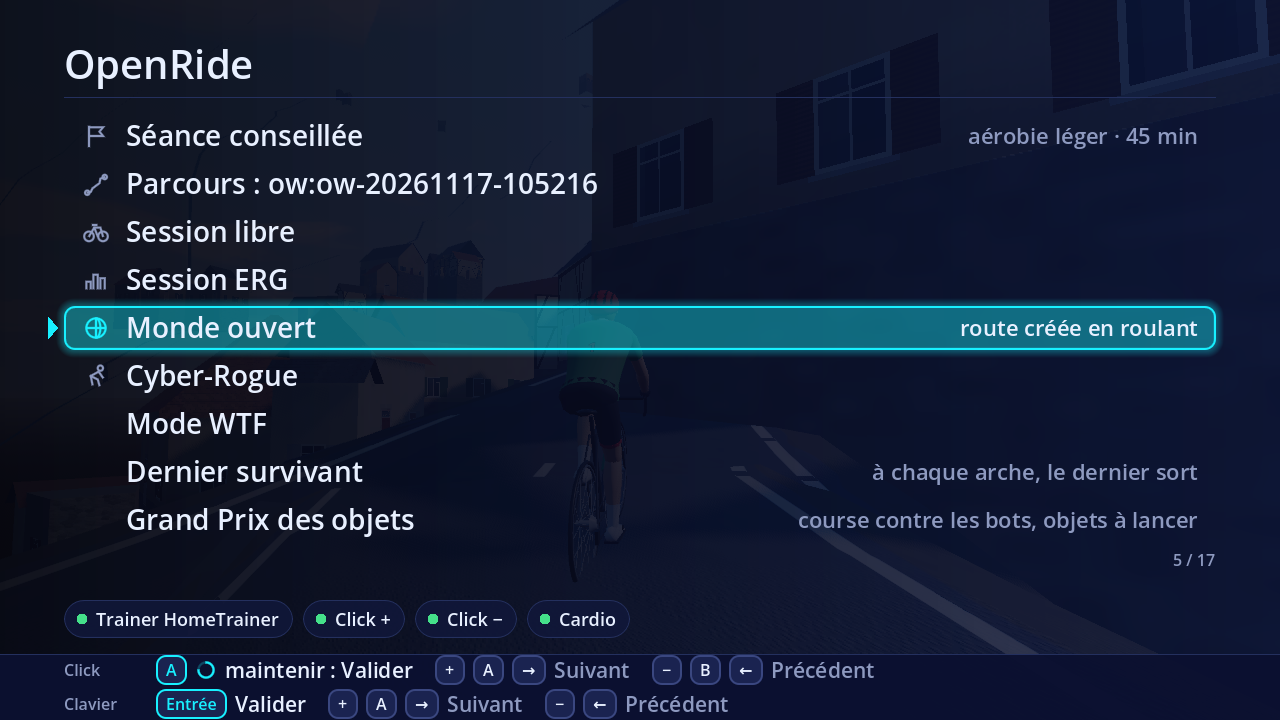 OpenRide
Séance conseillée aérobie léger · 45 min
Parcours : ow:ow-20261117-105216
Session libre
Session ERG
Monde ouvert route créée en roulant
Cyber-Rogue
Mode WTF
Dernier survivant à chaque arche, le dernier sort
Grand Prix des objets course contre les bots, objets à lancer
5 / 17
Trainer HomeTrainer Click + Click − Cardio
Click A maintenir : Valider + A → Suivant − B ← Précédent
Clavier Entrée Valider + A → Suivant − ← Précédent